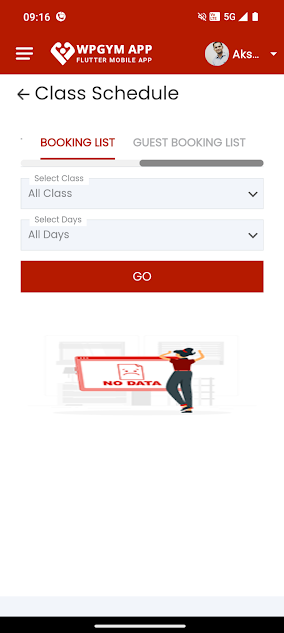 09:16
5G
WPGYM APP
FLUTTER MOBILE APP
Aks...
Class Schedule
BOOKING LIST
GUEST BOOKING LIST
Select Class
All Class
Select Days
All Days
GO
NO DATA